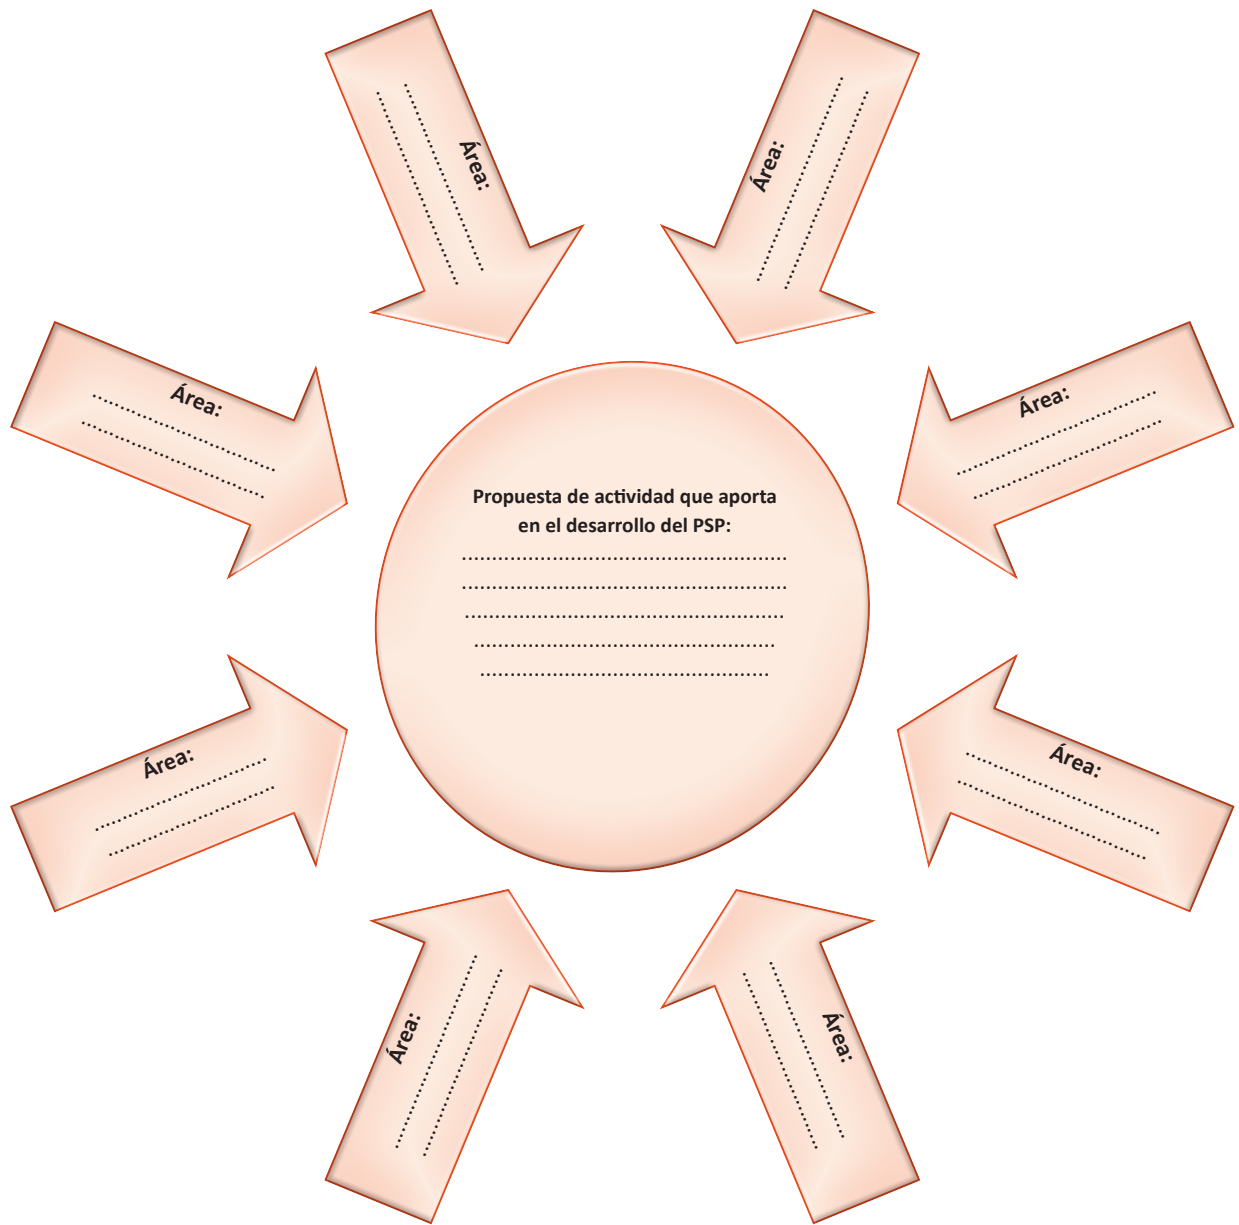 Área:
Área:
Área:
Área:
Propuesta de actividad que aporta
en el desarrollo del PSP:
..........................................................
..........................................................
.........................................................
......................................................
....................................................
Área:
Área:
Área:
Área: